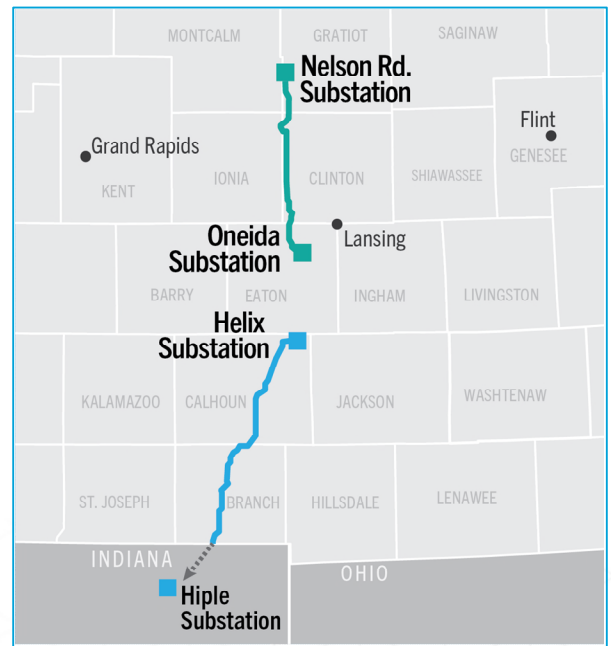 MONTCALM
GRATIOT
SAGINAW
Nelson Rd.
Substation
Flint
Grand Rapids
GENESEE
KENT
IONIA
CLINTON
SHIAWASSEE
Oneida
Substation
Lansing
BARRY
EATON
INGHAM
LIVINGSTON
Helix
Substation
KALAMAZOO
CALHOUN
JACKSON
WASHTENAW
ST. JOSEPH
BRANCH
HILLSDALE
LENAWEE
INDIANA
OHIO
Hiple
Substation